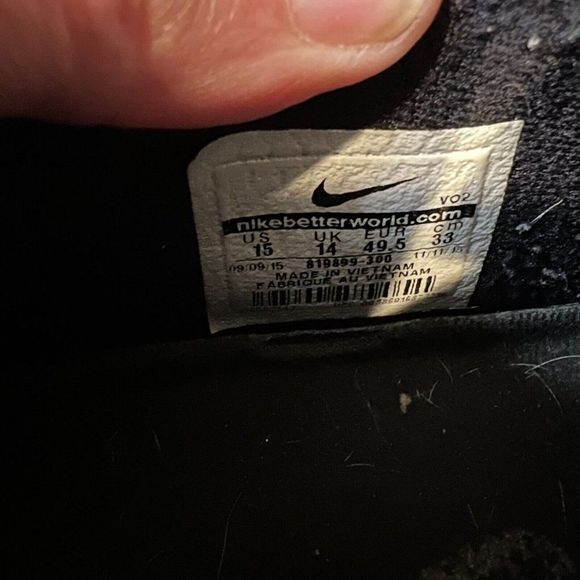 VO2
nikebetterworld.com
US UK EUR cm
15 14 49.5 33
09/09/15 819899-300 11/11/15
MADE IN VIETNAM
FABRIQUE AU VIETNAM